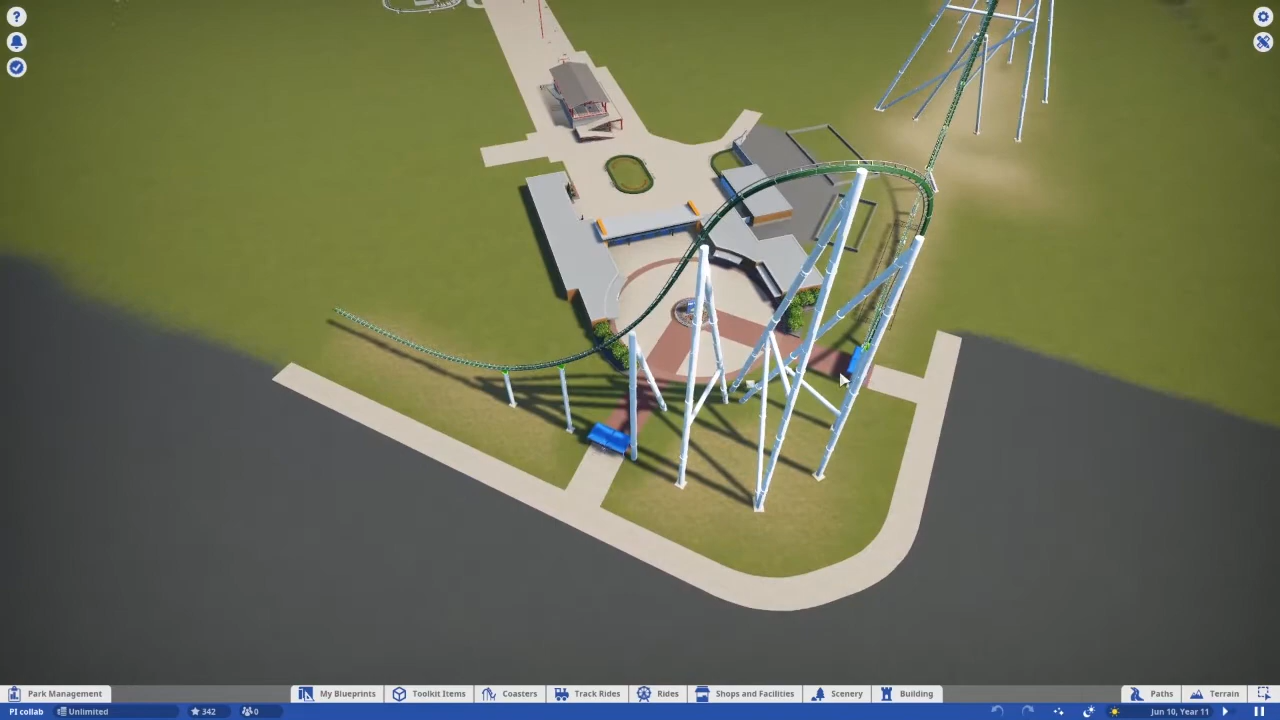 ?
Park Management
My Blueprints
Toolkit Items
Coasters
Track Rides
Rides
Shops and Facilities
Scenery
Building
Paths
Terrain
PI collab
Unlimited
342
0
Jun 10, Year 11